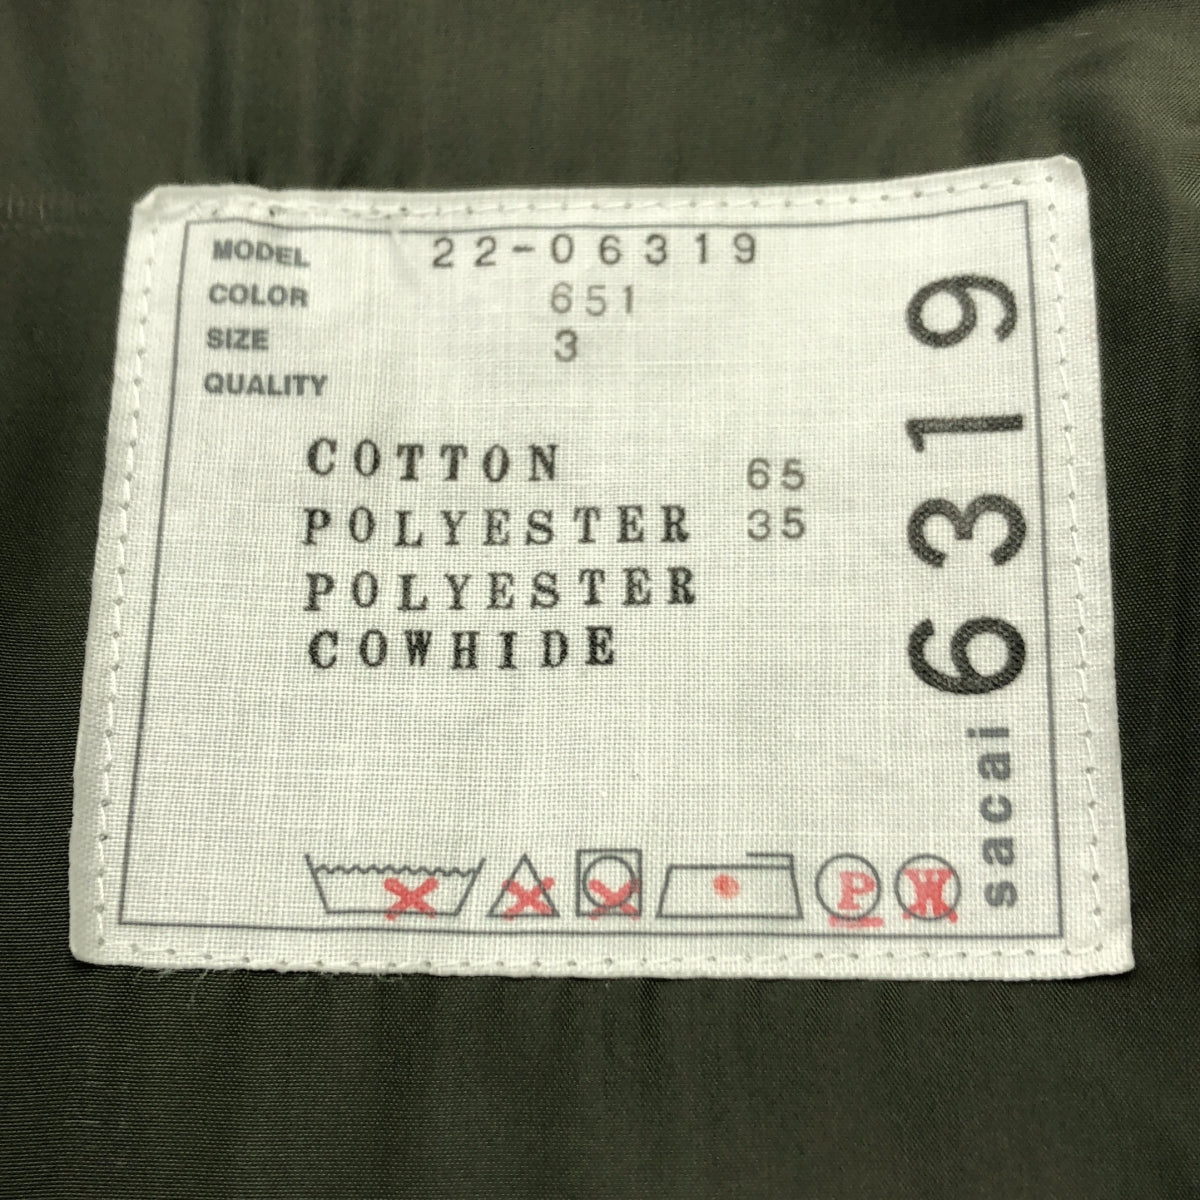 MODEL 22-06319
COLOR 651
SIZE 3
QUALITY
COTTON 65
POLYESTER 35
POLYESTER
COWHIDE
P W
sacai 6319